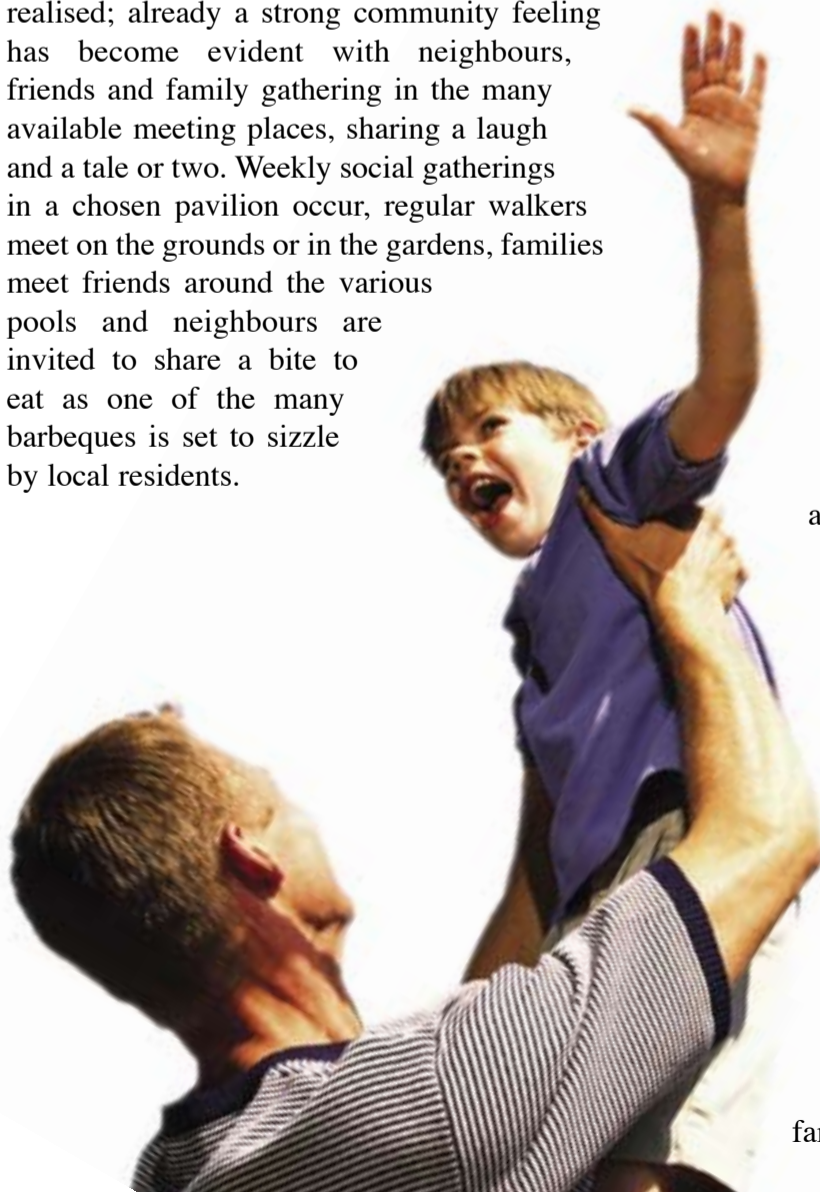 realised; already a strong community feeling
has become evident with neighbours,
friends and family gathering in the many
available meeting places, sharing a laugh
and a tale or two. Weekly social gatherings
in a chosen pavilion occur, regular walkers
meet on the grounds or in the gardens, families
meet friends around the various
pools and neighbours are
invited to share a bite to
eat as one of the many
barbeques is set to sizzle
by local residents.